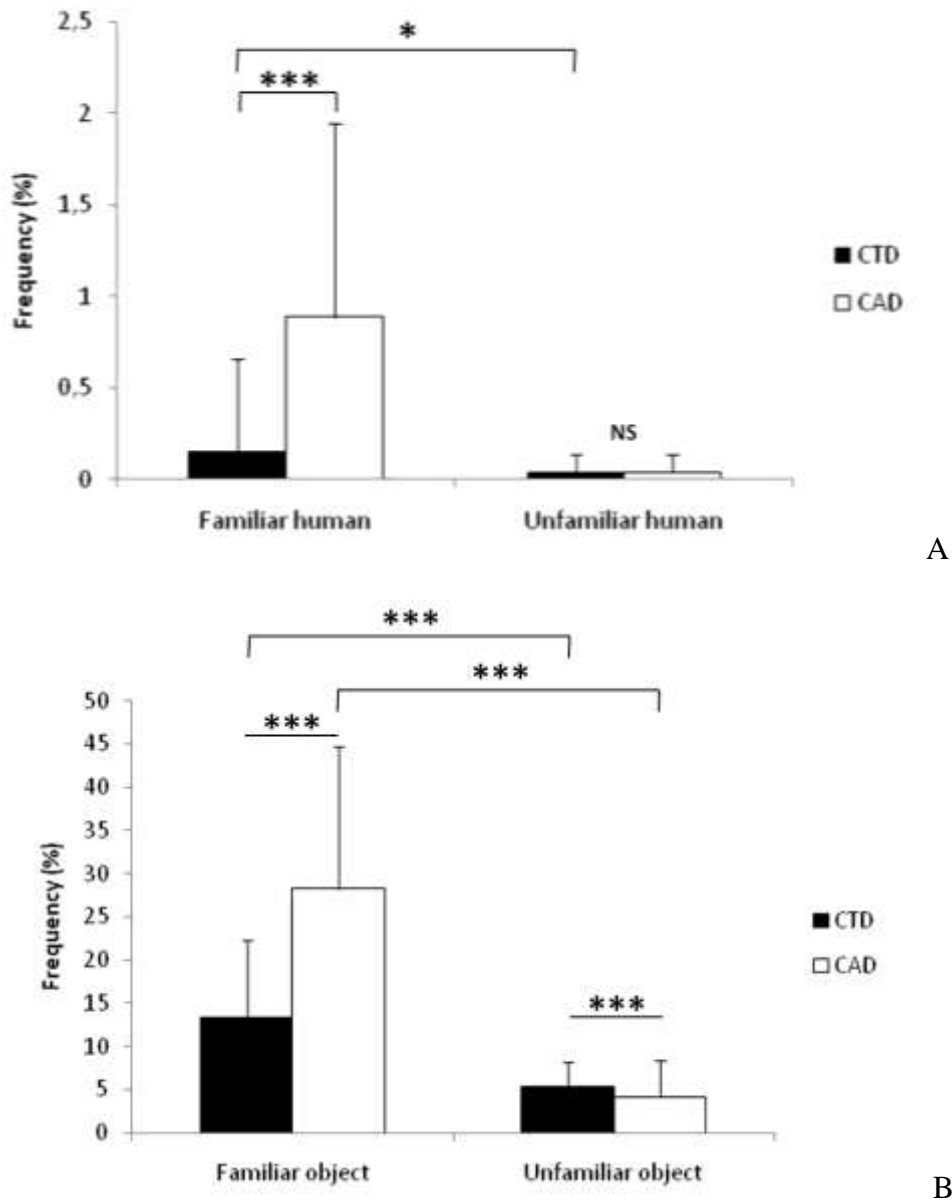 2,5
*
***
2
1,5
1
0,5
0
Frequency (%)
NS
CTD
CAD
Familiar human
Unfamiliar human
A
***
***
50
***
45
40
35
30
25
20
15
10
5
0
Frequency (%)
CTD
CAD
***
Familiar object
Unfamiliar object
B